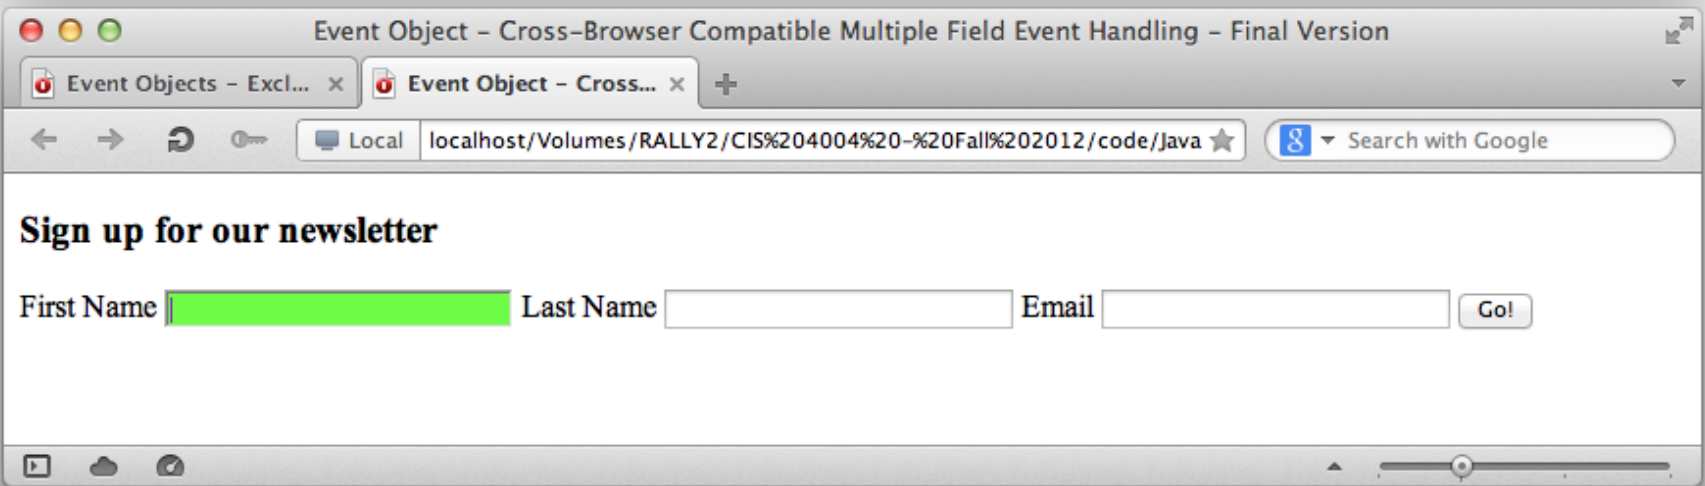 Event Object – Cross-Browser Compatible Multiple Field Event Handling – Final Version
Event Objects – Excl... Event Object – Cross...
Local localhost/Volumes/RALLY2/CIS%204004%20-%20Fall%202012/code/Java Search with Google
Sign up for our newsletter
First Name Last Name Email Go!